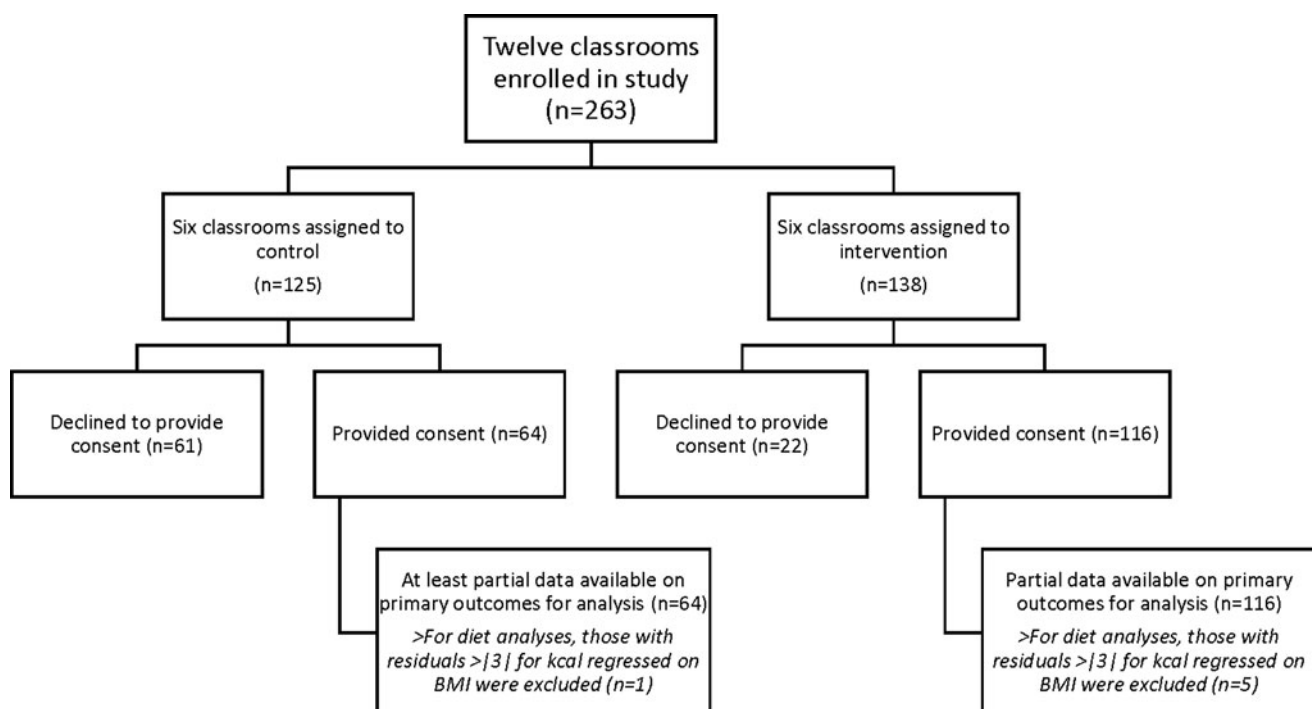 Twelve classrooms
enrolled in study
(n=263)
Six classrooms assigned to
control
(n=125)
Six classrooms assigned to
intervention
(n=138)
Declined to provide
consent (n=61)
Provided consent (n=64)
Declined to provide
consent (n=22)
Provided consent (n=116)
At least partial data available on
primary outcomes for analysis (n=64)
>For diet analyses, those with
residuals >|3| for kcal regressed on
BMI were excluded (n=1)
Partial data available on primary
outcomes for analysis (n=116)
>For diet analyses, those with
residuals >|3| for kcal regressed on
BMI were excluded (n=5)